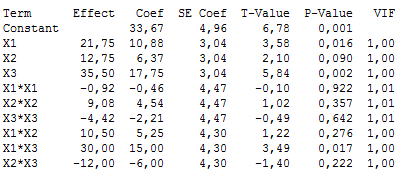 Term Effect Coef SE Coef T-Value P-Value VIF
Constant 33,67 4,96 6,78 0,001
X1 21,75 10,88 3,04 3,58 0,016 1,00
X2 12,75 6,37 3,04 2,10 0,090 1,00
X3 35,50 17,75 3,04 5,84 0,002 1,00
X1*X1 -0,92 -0,46 4,47 -0,10 0,922 1,01
X2*X2 9,08 4,54 4,47 1,02 0,357 1,01
X3*X3 -4,42 -2,21 4,47 -0,49 0,642 1,01
X1*X2 10,50 5,25 4,30 1,22 0,276 1,00
X1*X3 30,00 15,00 4,30 3,49 0,017 1,00
X2*X3 -12,00 -6,00 4,30 -1,40 0,222 1,00